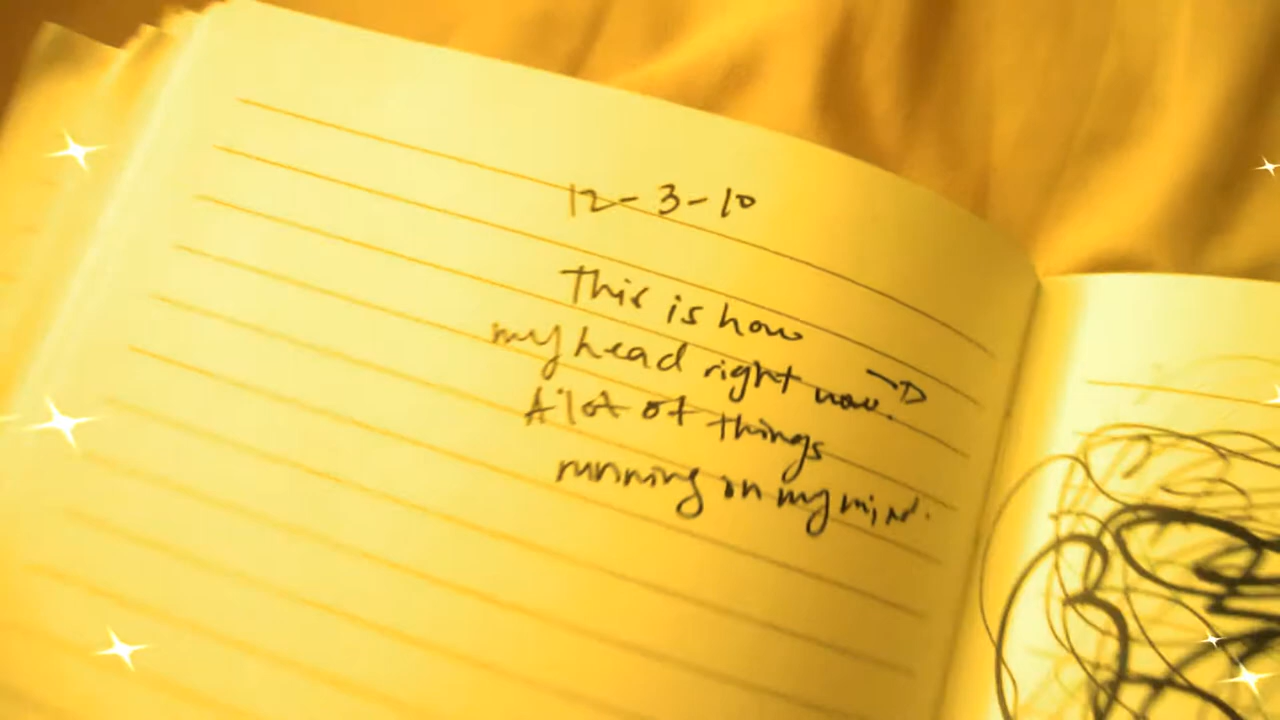 12-3-10
This is how
my head right now. →
A lot of things
running on my mind.